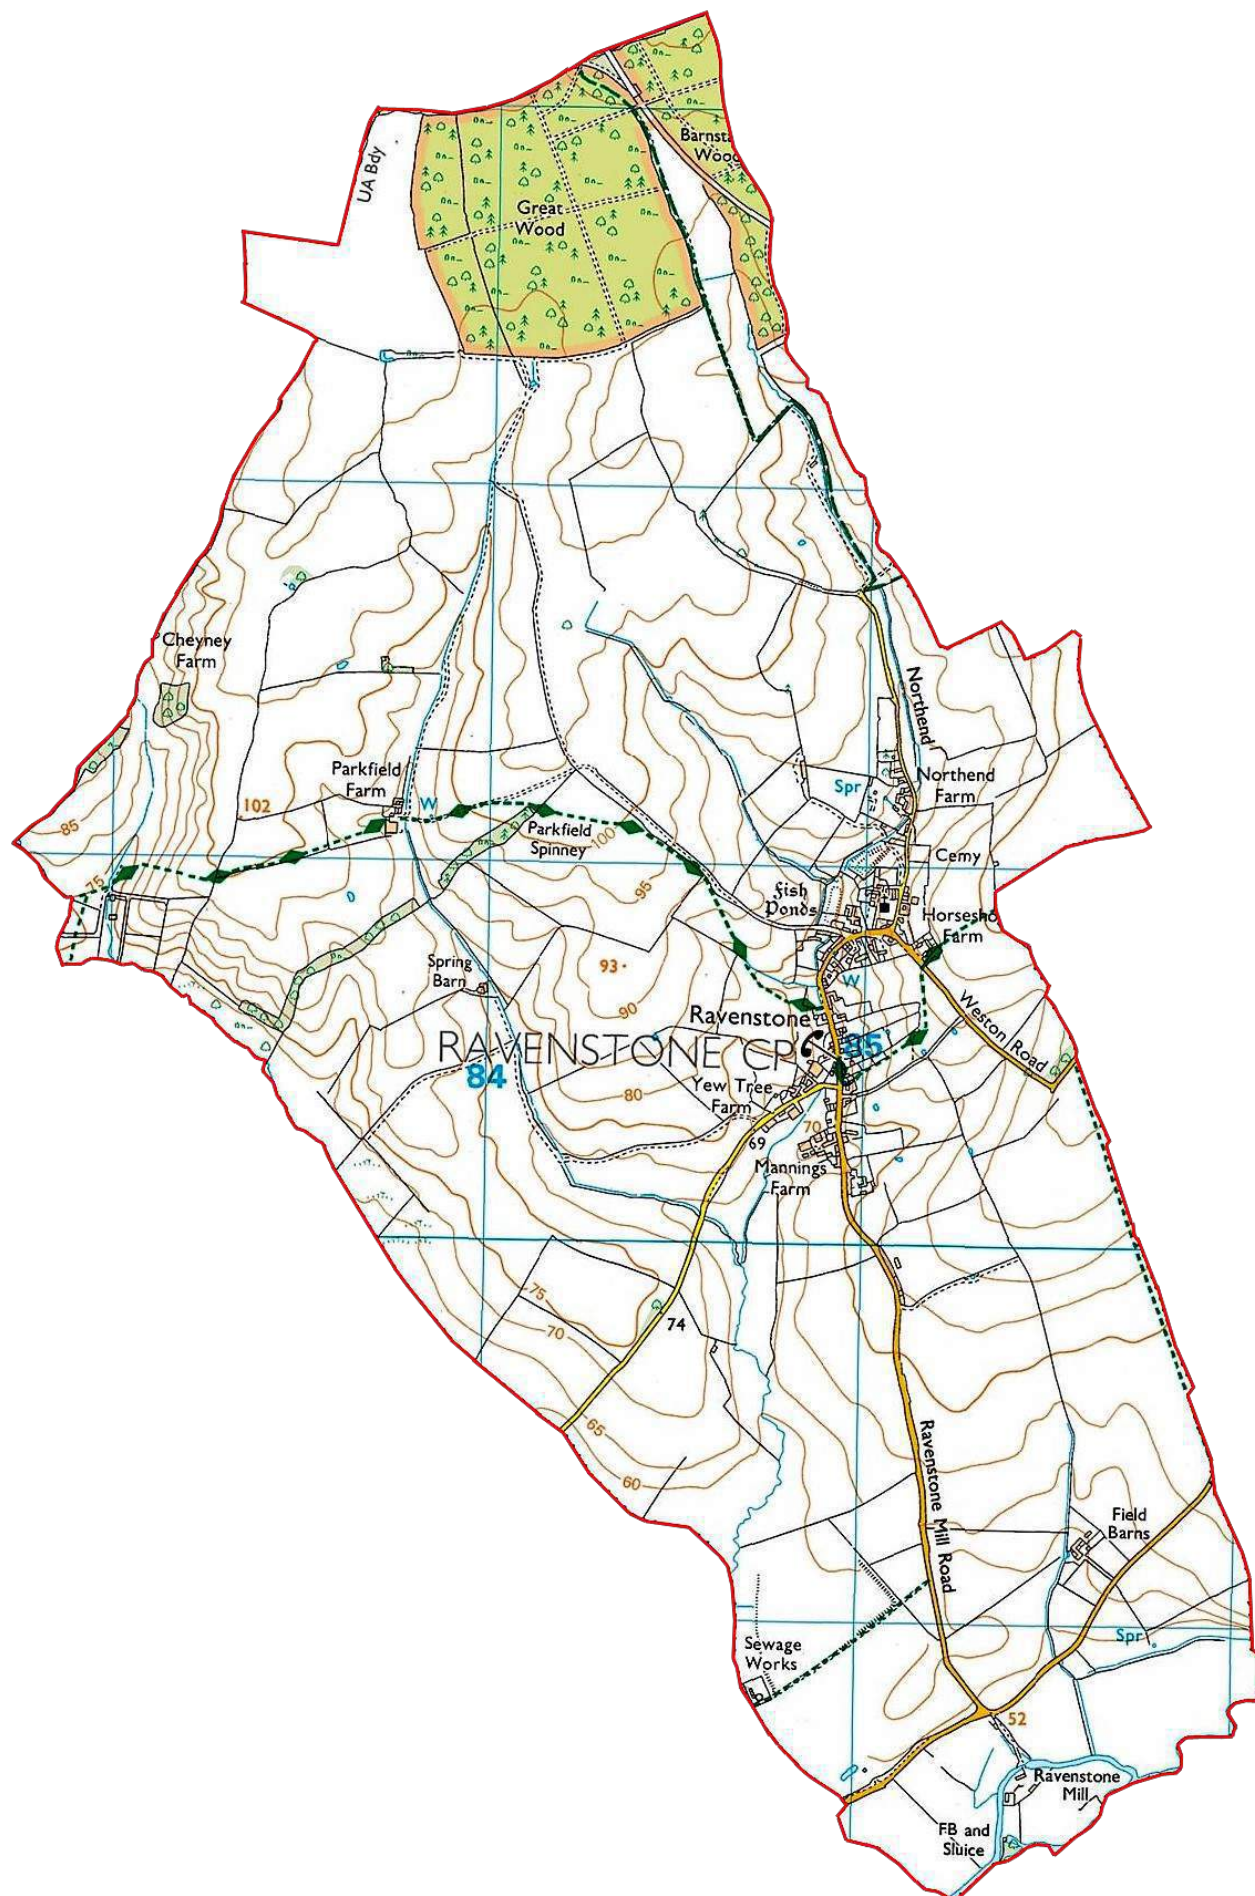 UA Bdy
Barnsta
Wood
Great
Wood
Cheyney
Farm
Northend
Parkfield
Farm
W
102
Spr
Northend
Farm
85
75
Parkfield
Spinney
100
95
Cemy
Fish
Ponds
Horsesho
Farm
Spring
Barn
93
90
W
Weston Road
Ravenstone
RAVENSTONE CP
84
85
80
Yew Tree
Farm
69
70
Mannings
Farm
75
70
74
65
60
Ravenstone Mill Road
Field
Barns
Sewage
Works
Spr
52
Ravenstone
Mill
FB and
Sluice